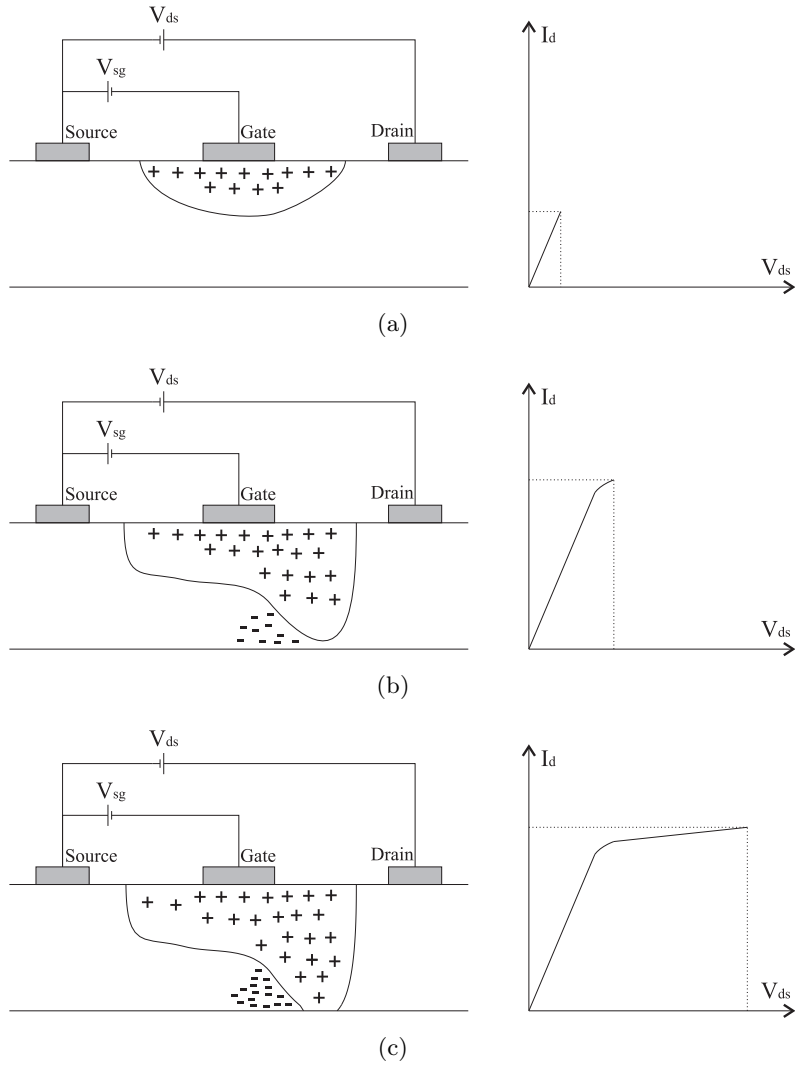 Vds
Vsg
Source Gate Drain
Id
Vds
(a)
Vds
Vsg
Source Gate Drain
Id
Vds
(b)
Vds
Vsg
Source Gate Drain
Id
Vds
(c)